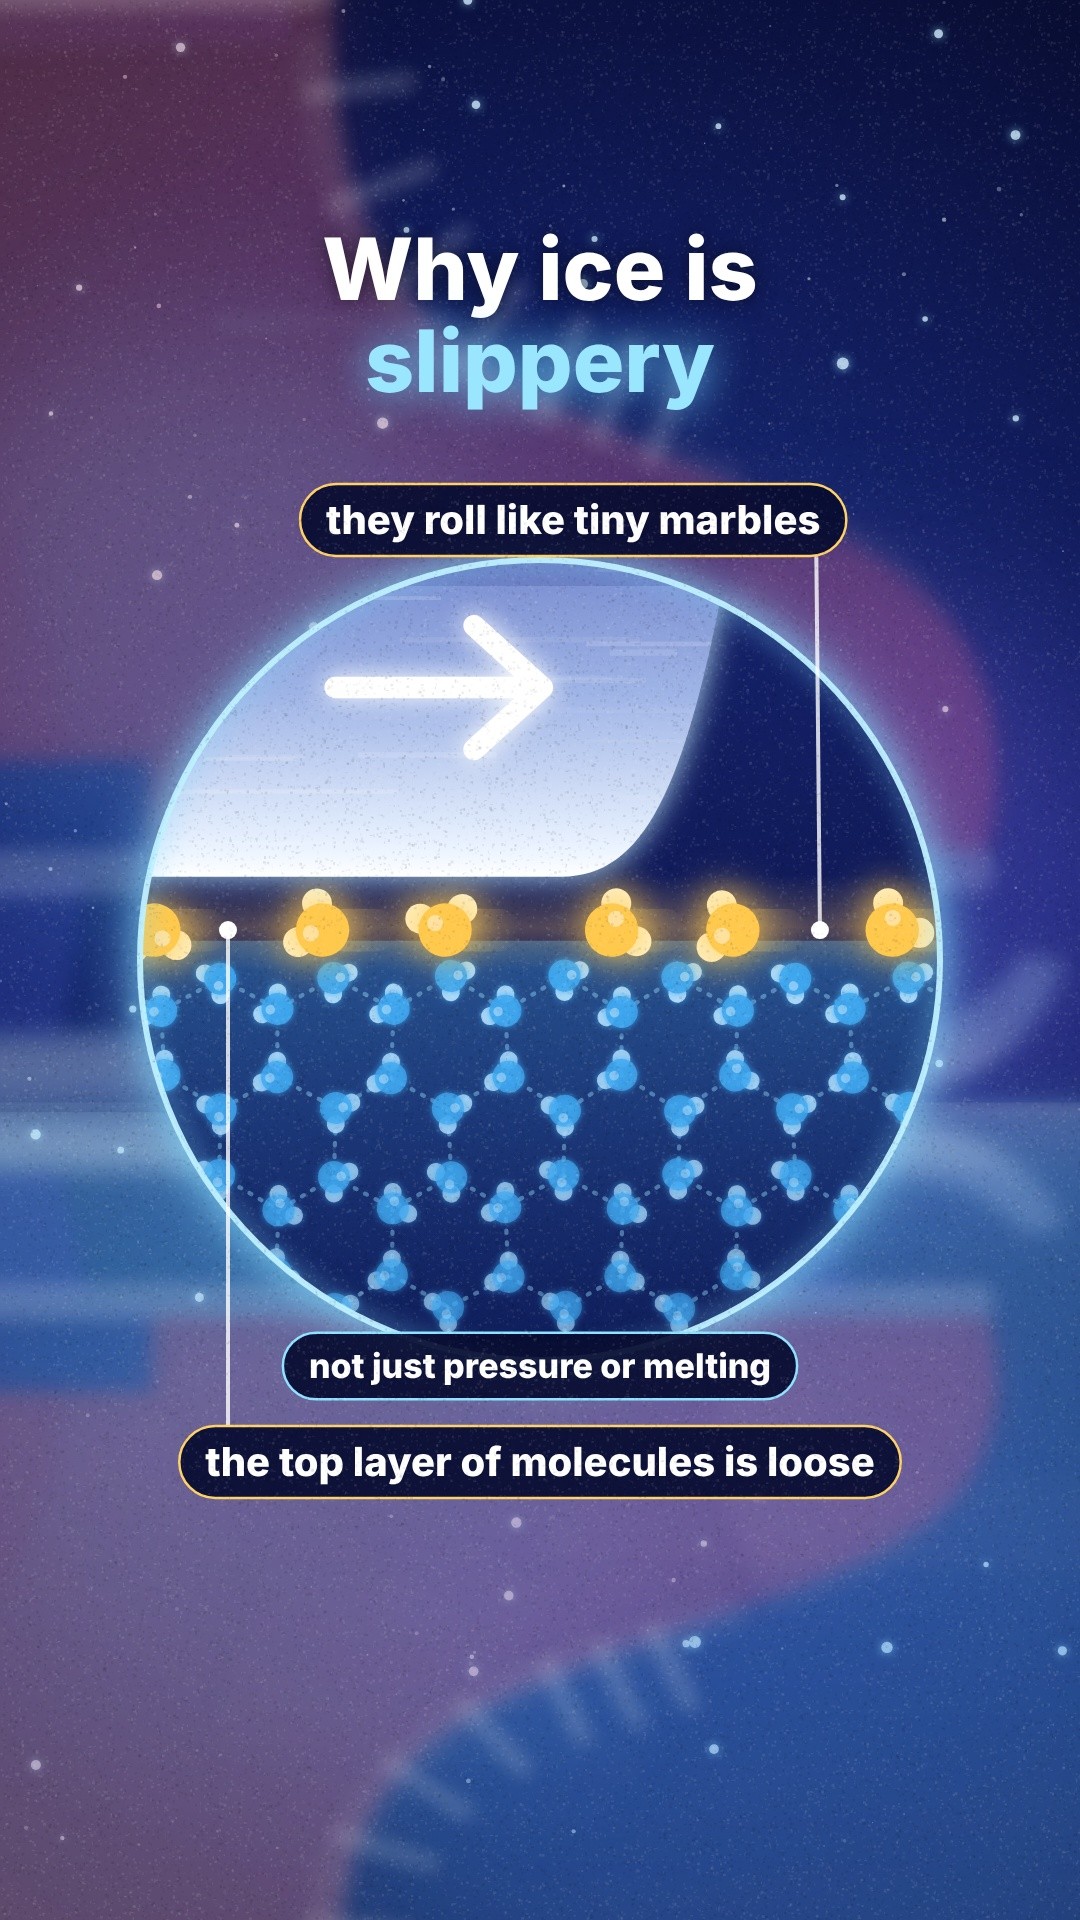 Why ice is
slippery
they roll like tiny marbles
not just pressure or melting
the top layer of molecules is loose